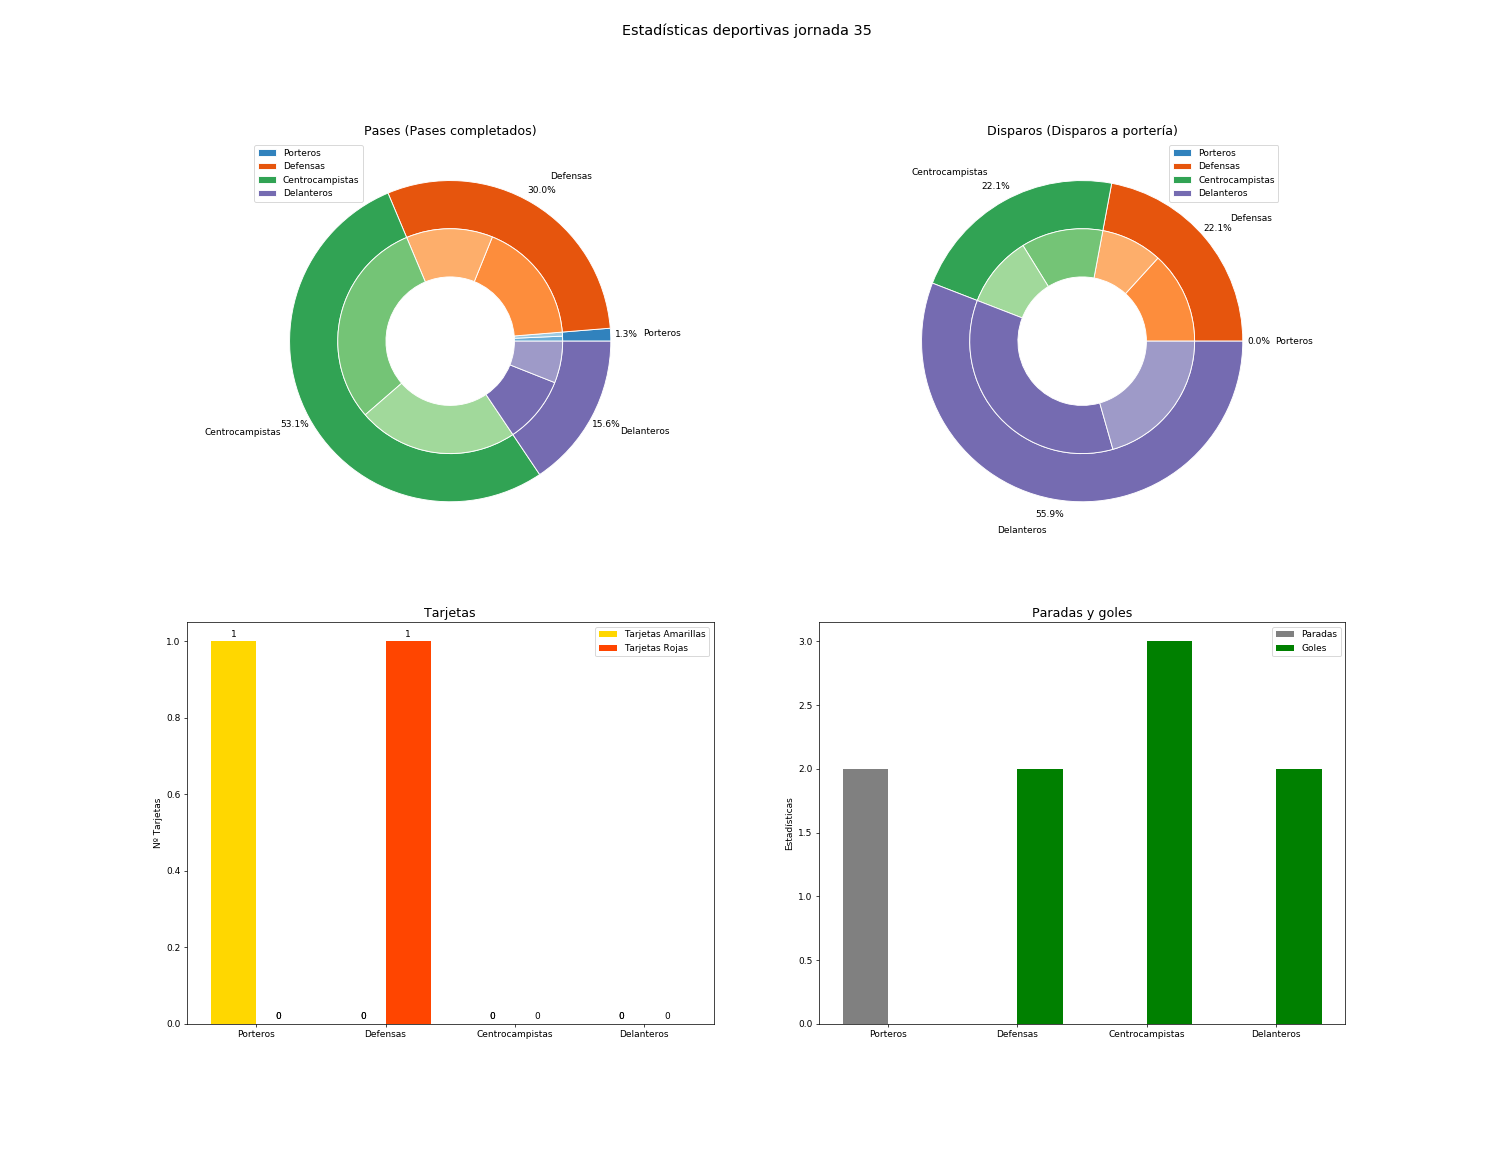 Estadísticas deportivas jornada 35
Pases (Pases completados)
Porteros
Defensas
Centrocampistas
Delanteros
Defensas
30.0%
1.3% Porteros
Centrocampistas 53.1%
15.6% Delanteros
Disparos (Disparos a portería)
Porteros
Defensas
Centrocampistas
Delanteros
Centrocampistas
22.1%
Defensas
22.1%
0.0% Porteros
55.9%
Delanteros
Tarjetas
Tarjetas Amarillas
Tarjetas Rojas
Nº Tarjetas
1.0
0.8
0.6
0.4
0.2
0.0
1 0 0 1 0 0 0 0
Porteros Defensas Centrocampistas Delanteros
Paradas y goles
Paradas
Goles
Estadísticas
3.0
2.5
2.0
1.5
1.0
0.5
0.0
Porteros Defensas Centrocampistas Delanteros